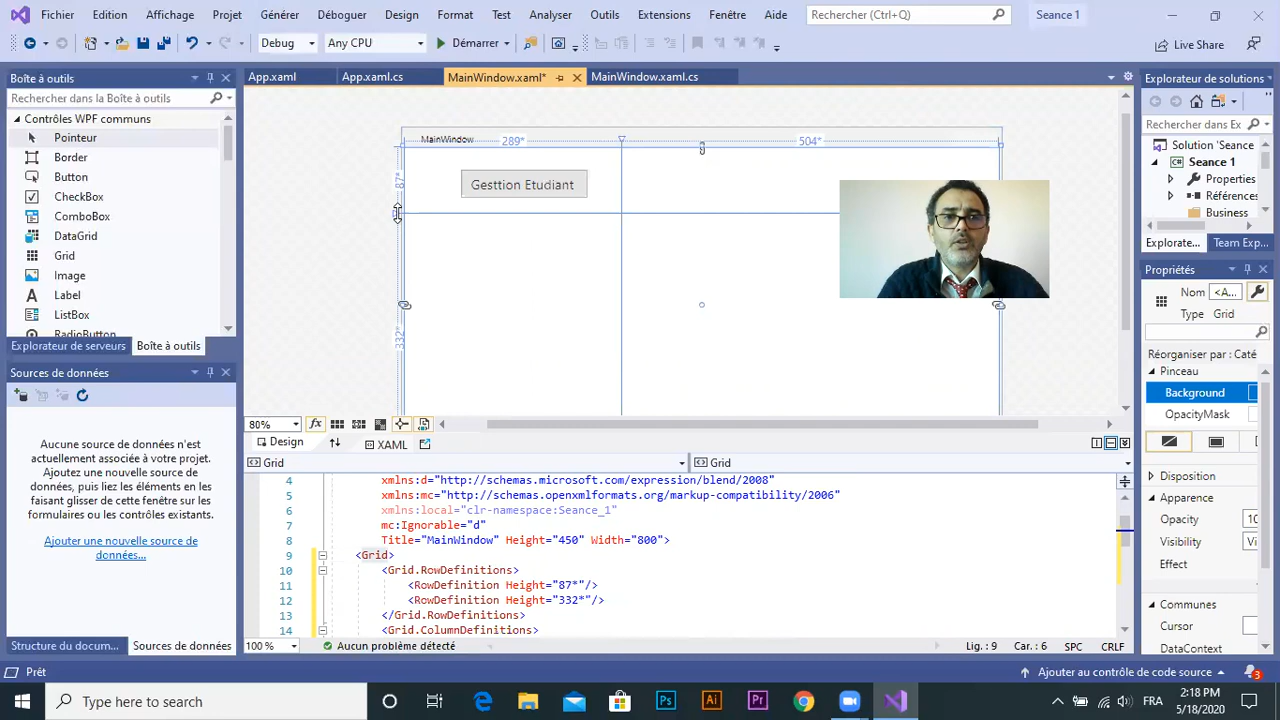 Fichier Edition Affichage Projet Générer Déboguer Design Format Test Analyser Outils Extensions Fenêtre Aide Rechercher (Ctrl+Q) Seance 1
Debug Any CPU Démarrer Live Share
Boîte à outils
Rechercher dans la Boîte à outils
Contrôles WPF communs
Pointeur
Border
Button
CheckBox
ComboBox
DataGrid
Grid
Image
Label
ListBox
RadioButton
Explorateur de serveurs Boîte à outils
Sources de données
Aucune source de données n'est
actuellement associée à votre projet.
Ajoutez une nouvelle source de
données, puis liez les éléments en les
faisant glisser de cette fenêtre sur vos
formulaires ou les contrôles existants.
Ajouter une nouvelle source de
données...
Structure du docum... Sources de données
App.xaml App.xaml.cs MainWindow.xaml* MainWindow.xaml.cs
MainWindow 289* 504*
87*
Gesttion Etudiant
332*
80% fx
Design XAML
Grid Grid
4 xmlns:d="http://schemas.microsoft.com/expression/blend/2008"
5 xmlns:mc="http://schemas.openxmlformats.org/markup-compatibility/2006"
6 xmlns:local="clr-namespace:Seance_1"
7 mc:Ignorable="d"
8 Title="MainWindow" Height="450" Width="800">
9 <Grid>
10 <Grid.RowDefinitions>
11 <RowDefinition Height="87*"/>
12 <RowDefinition Height="332*"/>
13 </Grid.RowDefinitions>
14 <Grid.ColumnDefinitions>
100 % Aucun problème détecté Lig. : 9 Car. : 6 SPC CRLF
Explorateur de solutions
Rechercher dans Ex
Solution 'Seance
Seance 1
Properties
Références
Business
Explorate... Team Exp...
Propriétés
Nom <A...
Type Grid
Réorganiser par : Caté
Pinceau
Background
OpacityMask
Disposition
Apparence
Opacity 10
Visibility Vi
Effect
Communes
Cursor
DataContext
Prêt Ajouter au contrôle de code source 3
Type here to search Ps Ai Pr FRA 2:18 PM
5/18/2020